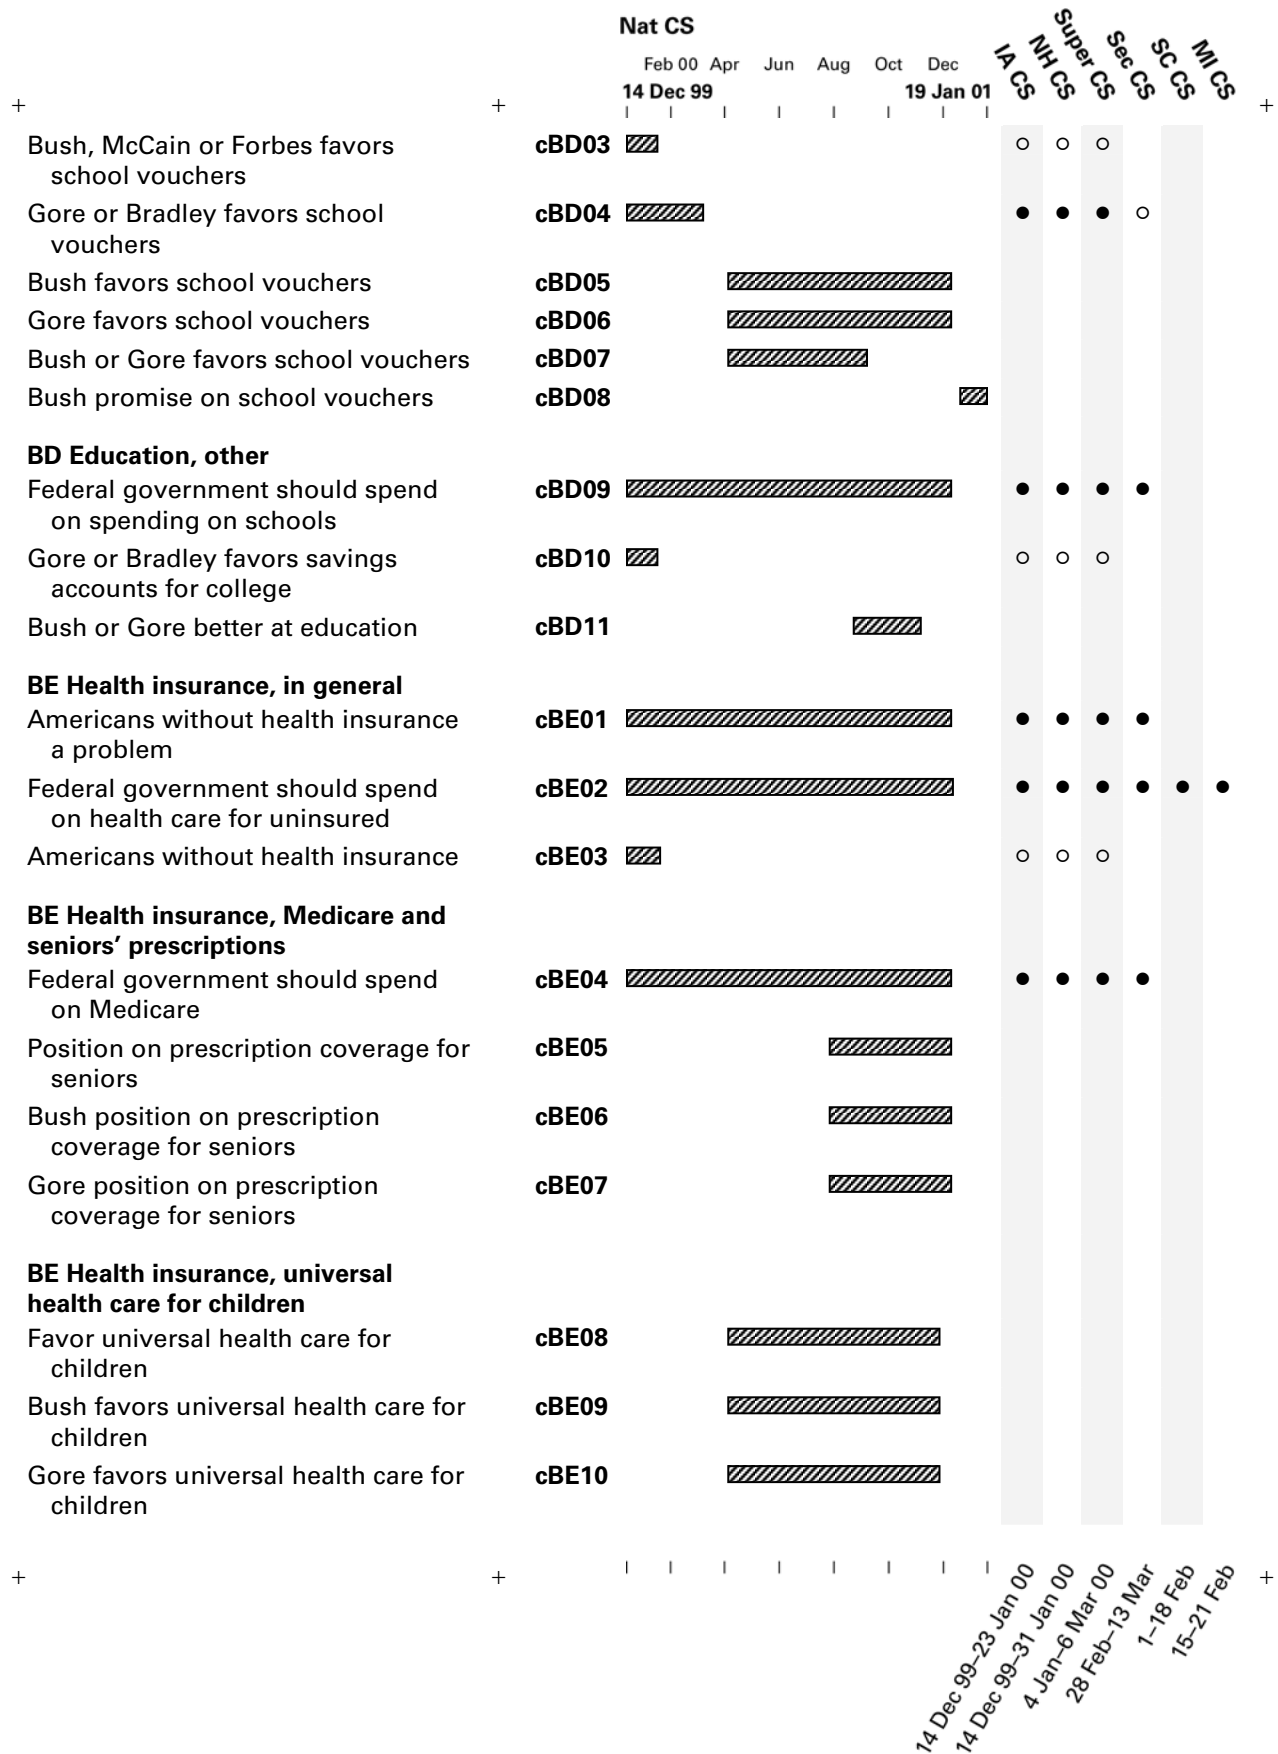 Nat CS
Feb 00 Apr Jun Aug Oct Dec
14 Dec 99 19 Jan 01
IA CS
NH CS
Super CS
Sec CS
SC CS
MI CS
Bush, McCain or Forbes favors cBD03
school vouchers
Gore or Bradley favors school cBD04
vouchers
Bush favors school vouchers cBD05
Gore favors school vouchers cBD06
Bush or Gore favors school vouchers cBD07
Bush promise on school vouchers cBD08
BD Education, other
Federal government should spend cBD09
on spending on schools
Gore or Bradley favors savings cBD10
accounts for college
Bush or Gore better at education cBD11
BE Health insurance, in general
Americans without health insurance cBE01
a problem
Federal government should spend cBE02
on health care for uninsured
Americans without health insurance cBE03
BE Health insurance, Medicare and
seniors’ prescriptions
Federal government should spend cBE04
on Medicare
Position on prescription coverage for cBE05
seniors
Bush position on prescription cBE06
coverage for seniors
Gore position on prescription cBE07
coverage for seniors
BE Health insurance, universal
health care for children
Favor universal health care for cBE08
children
Bush favors universal health care for cBE09
children
Gore favors universal health care for cBE10
children
14 Dec 99–23 Jan 00
14 Dec 99–31 Jan 00
4 Jan–6 Mar 00
28 Feb–13 Mar
1–18 Feb
15–21 Feb